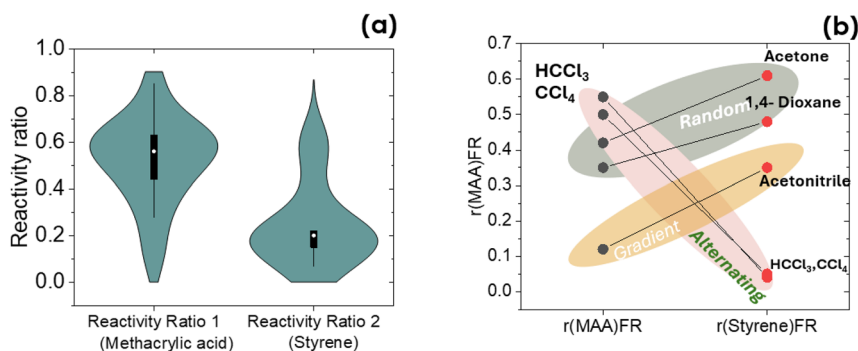 (a)
Reactivity ratio
1.0
0.8
0.6
0.4
0.2
0.0
Reactivity Ratio 1
(Methacrylic acid)
Reactivity Ratio 2
(Styrene)
(b)
r(MAA)FR
0.7
0.6
0.5
0.4
0.3
0.2
0.1
0.0
HCCl3
CCl4
Acetone
1,4- Dioxane
Random
Acetonitrile
Gradient
Alternating
HCCl3,CCl4
r(MAA)FR
r(Styrene)FR